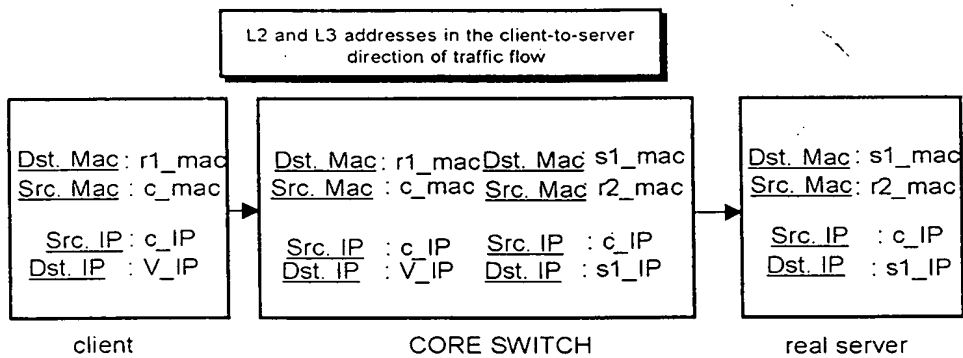 L2 and L3 addresses in the client-to-server
direction of traffic flow
Dst. Mac : r1_mac
Src. Mac : c_mac
Src. IP : c_IP
Dst. IP : V_IP
client
Dst. Mac : r1_mac
Src. Mac : c_mac
Src. IP : c_IP
Dst. IP : V_IP
Dst. Mac : s1_mac
Src. Mac : r2_mac
Src. IP : c_IP
Dst. IP : s1_IP
CORE SWITCH
Dst. Mac : s1_mac
Src. Mac : r2_mac
Src. IP : c_IP
Dst. IP : s1_IP
real server